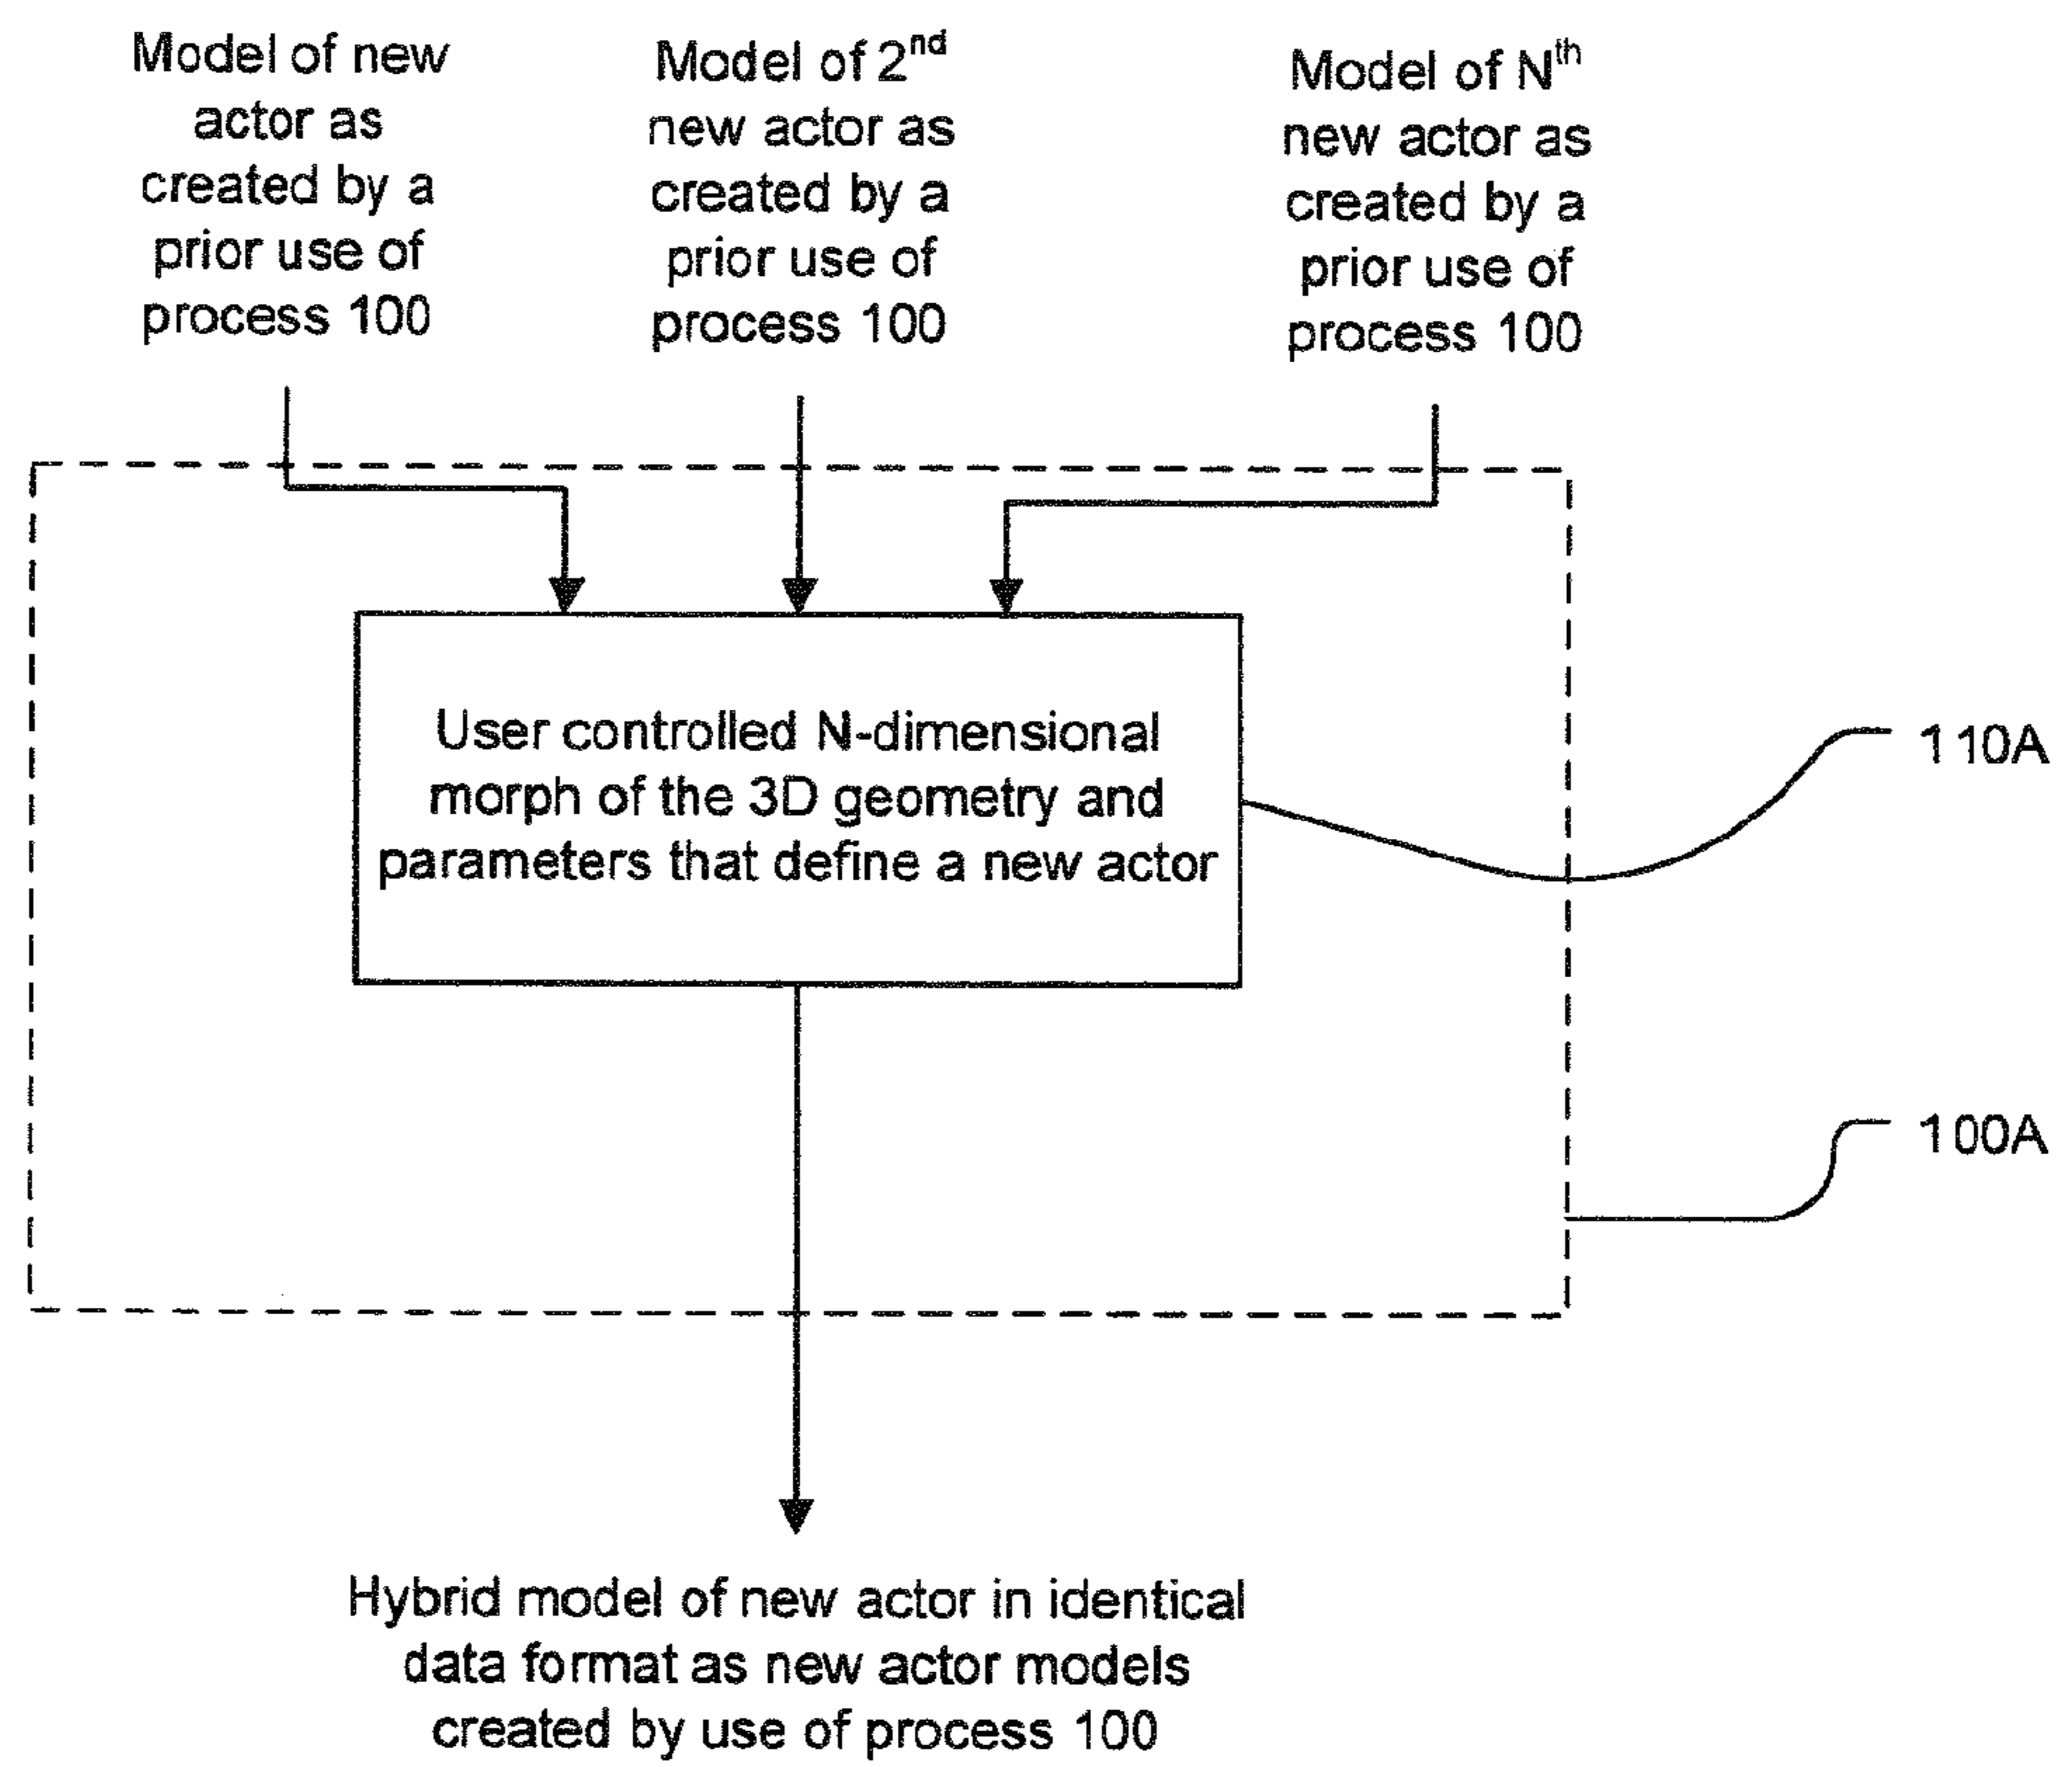 Model of new
actor as
created by a
prior use of
process 100
Model of 2nd
new actor as
created by a
prior use of
process 100
Model of Nth
new actor as
created by a
prior use of
process 100
User controlled N-dimensional
morph of the 3D geometry and
parameters that define a new actor
110A
100A
Hybrid model of new actor in identical
data format as new actor models
created by use of process 100